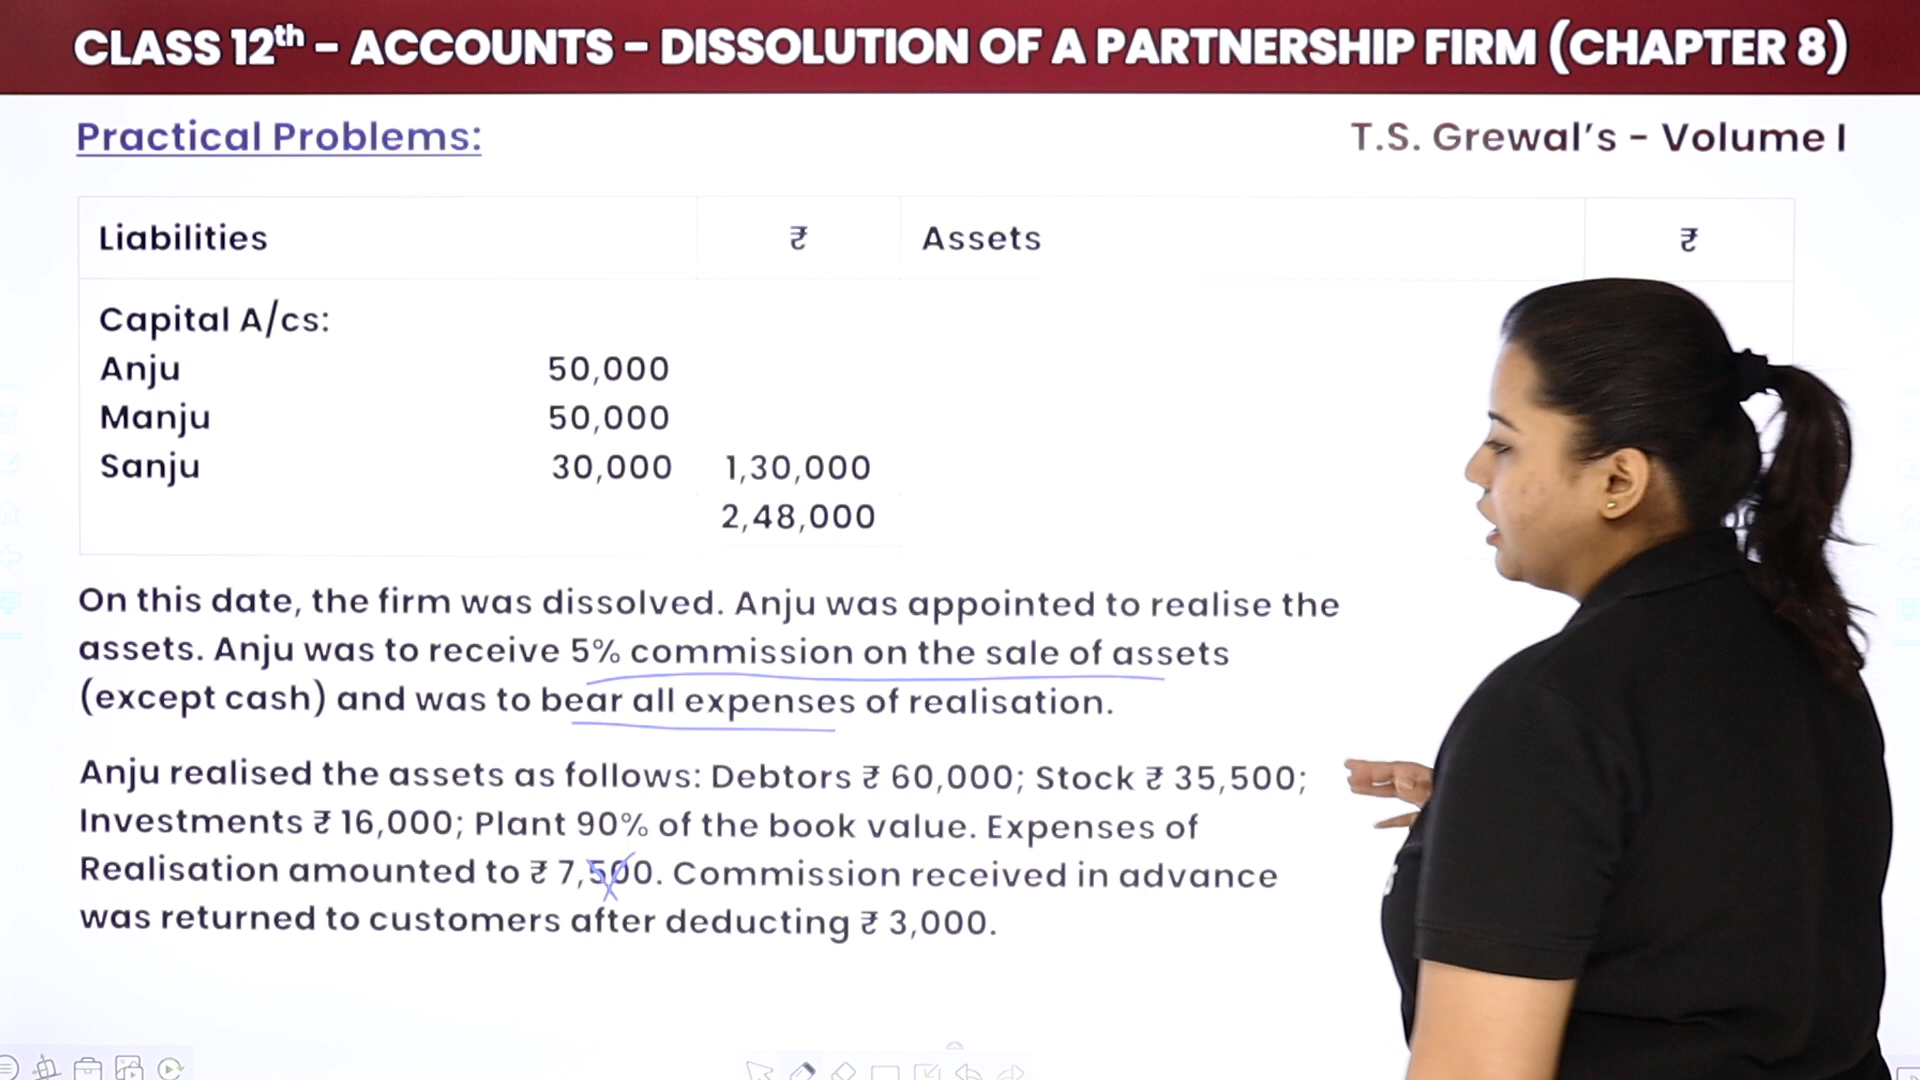 CLASS 12th – ACCOUNTS – DISSOLUTION OF A PARTNERSHIP FIRM (CHAPTER 8)
Practical Problems: T.S. Grewal's – Volume I
Liabilities ₹ Assets ₹
Capital A/cs:
Anju 50,000
Manju 50,000
Sanju 30,000 1,30,000
2,48,000
On this date, the firm was dissolved. Anju was appointed to realise the
assets. Anju was to receive 5% commission on the sale of assets
(except cash) and was to bear all expenses of realisation.
Anju realised the assets as follows: Debtors ₹ 60,000; Stock ₹ 35,500;
Investments ₹ 16,000; Plant 90% of the book value. Expenses of
Realisation amounted to ₹ 7,500. Commission received in advance
was returned to customers after deducting ₹ 3,000.